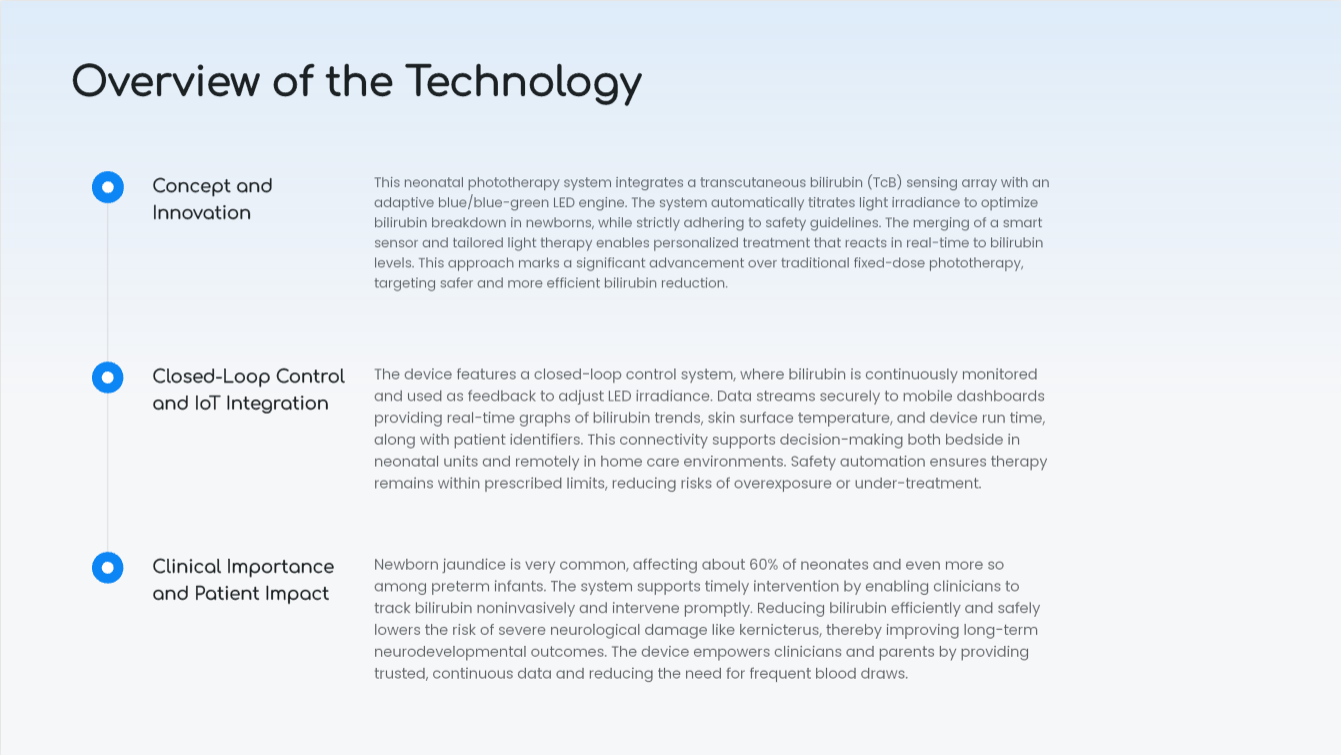 Overview of the Technology
Concept and
Innovation
This neonatal phototherapy system integrates a transcutaneous bilirubin (TcB) sensing array with an
adaptive blue/blue-green LED engine. The system automatically titrates light irradiance to optimize
bilirubin breakdown in newborns, while strictly adhering to safety guidelines. The merging of a smart
sensor and tailored light therapy enables personalized treatment that reacts in real-time to bilirubin
levels. This approach marks a significant advancement over traditional fixed-dose phototherapy,
targeting safer and more efficient bilirubin reduction.
Closed-Loop Control
and IoT Integration
The device features a closed-loop control system, where bilirubin is continuously monitored
and used as feedback to adjust LED irradiance. Data streams securely to mobile dashboards
providing real-time graphs of bilirubin trends, skin surface temperature, and device run time,
along with patient identifiers. This connectivity supports decision-making both bedside in
neonatal units and remotely in home care environments. Safety automation ensures therapy
remains within prescribed limits, reducing risks of overexposure or under-treatment.
Clinical Importance
and Patient Impact
Newborn jaundice is very common, affecting about 60% of neonates and even more so
among preterm infants. The system supports timely intervention by enabling clinicians to
track bilirubin noninvasively and intervene promptly. Reducing bilirubin efficiently and safely
lowers the risk of severe neurological damage like kernicterus, thereby improving long-term
neurodevelopmental outcomes. The device empowers clinicians and parents by providing
trusted, continuous data and reducing the need for frequent blood draws.